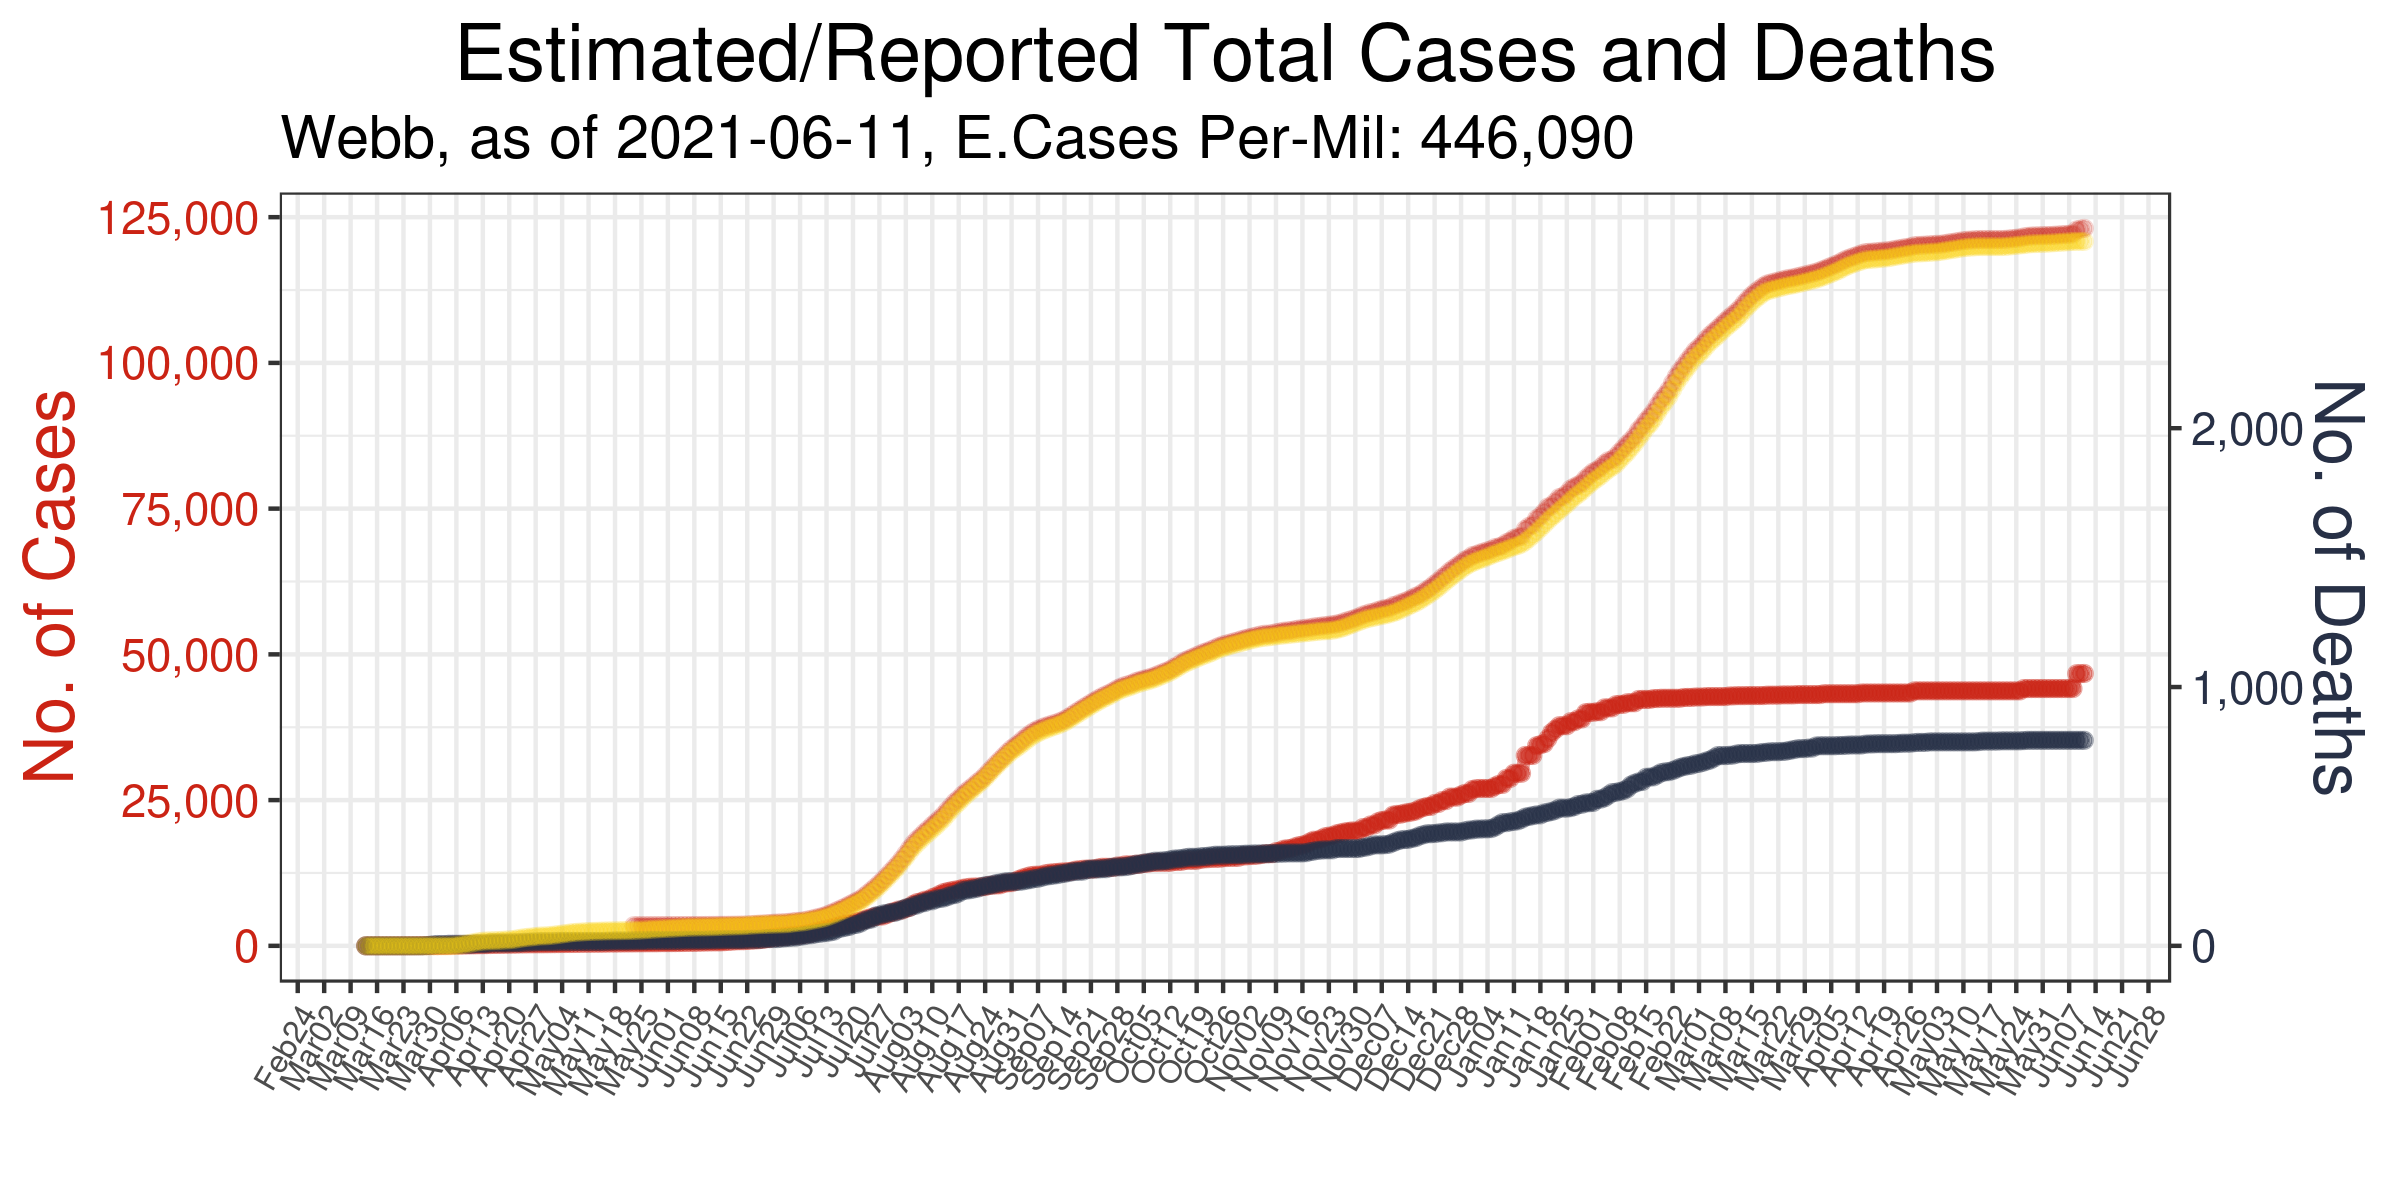 Estimated/Reported Total Cases and Deaths
Webb, as of 2021-06-11, E.Cases Per-Mil: 446,090
No. of Cases
125,000
100,000
75,000
50,000
25,000
0
2,000
1,000
0
No. of Deaths
Feb24
Mar02
Mar09
Mar16
Mar23
Mar30
Apr06
Apr13
Apr20
Apr27
May04
May11
May18
May25
Jun01
Jun08
Jun15
Jun22
Jun29
Jul06
Jul13
Jul20
Jul27
Aug03
Aug10
Aug17
Aug24
Aug31
Sep07
Sep14
Sep21
Sep28
Oct05
Oct12
Oct19
Oct26
Nov02
Nov09
Nov16
Nov23
Nov30
Dec07
Dec14
Dec21
Dec28
Jan04
Jan11
Jan18
Jan25
Feb01
Feb08
Feb15
Feb22
Mar01
Mar08
Mar15
Mar22
Mar29
Apr05
Apr12
Apr19
Apr26
May03
May10
May17
May24
May31
Jun07
Jun14
Jun21
Jun28